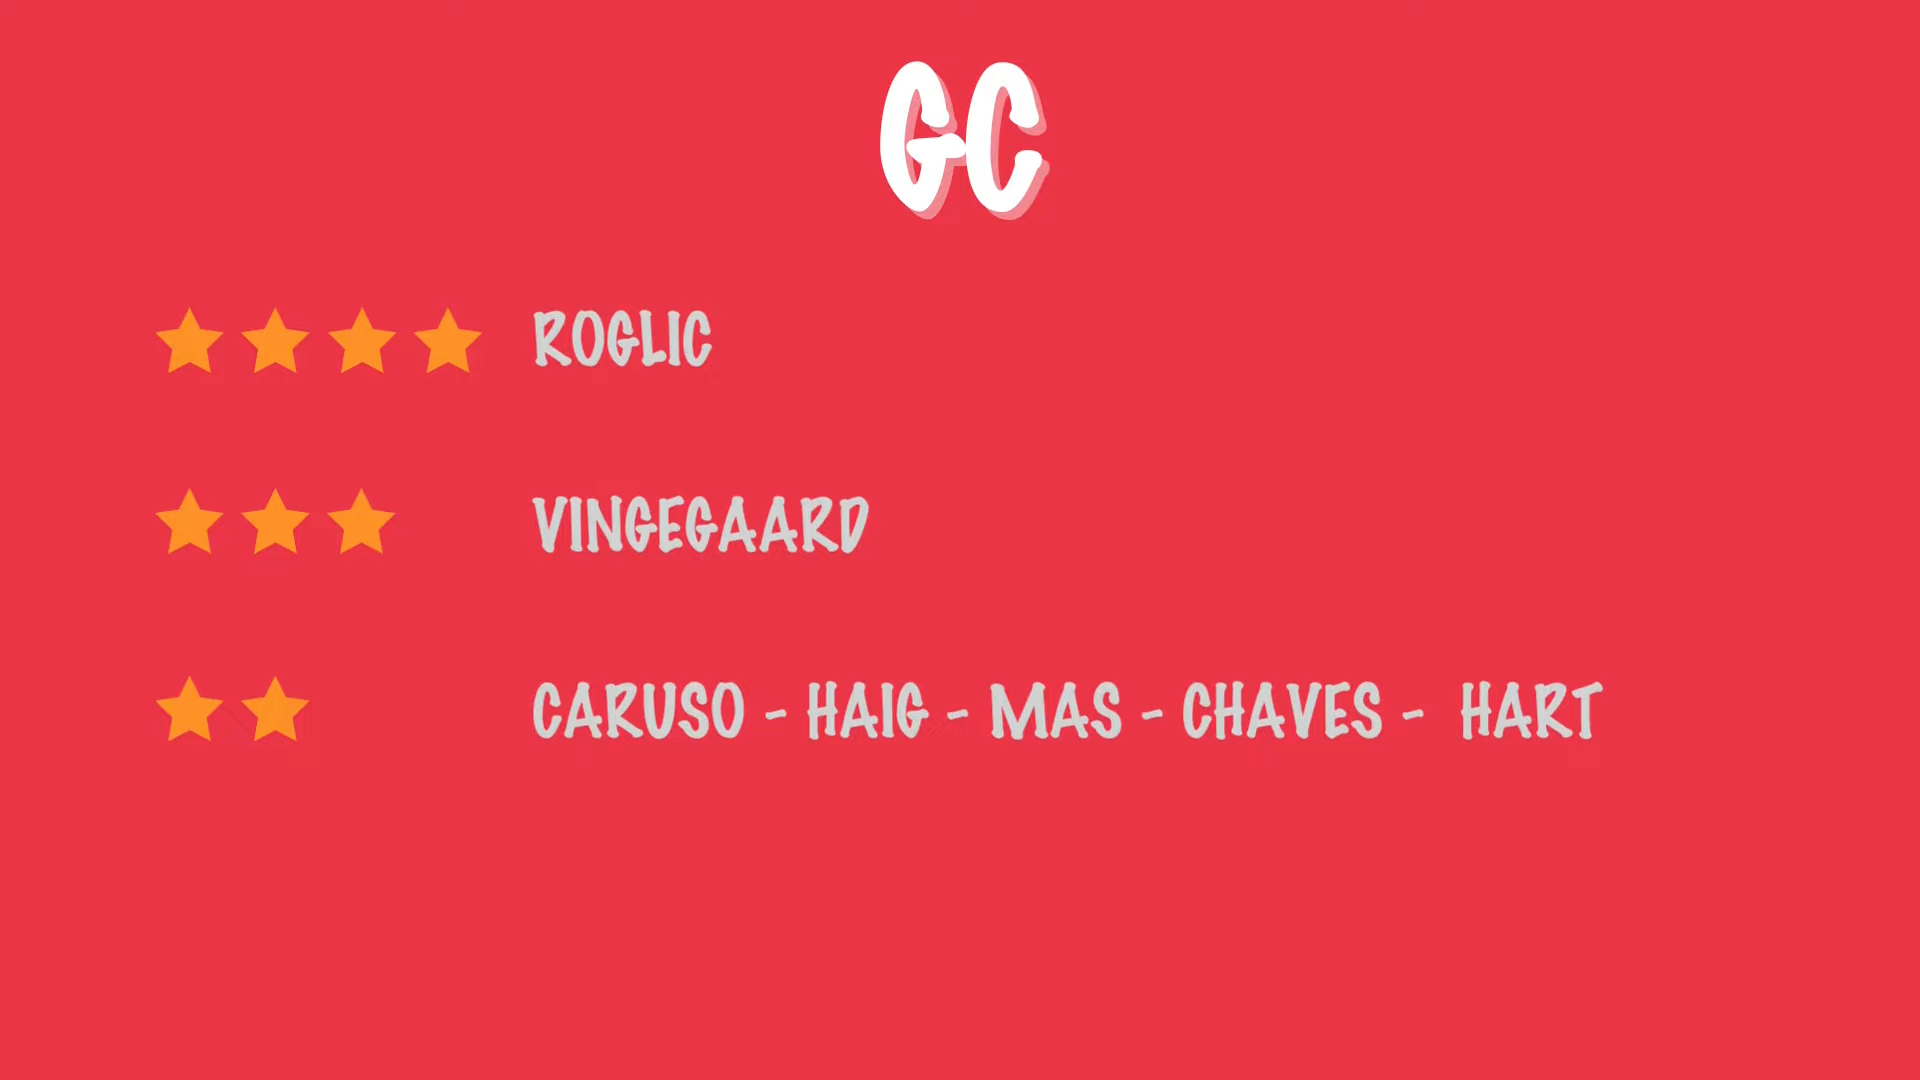 GC
ROGLIC
VINGEGAARD
CARUSO - HAIG - MAS - CHAVES - HART